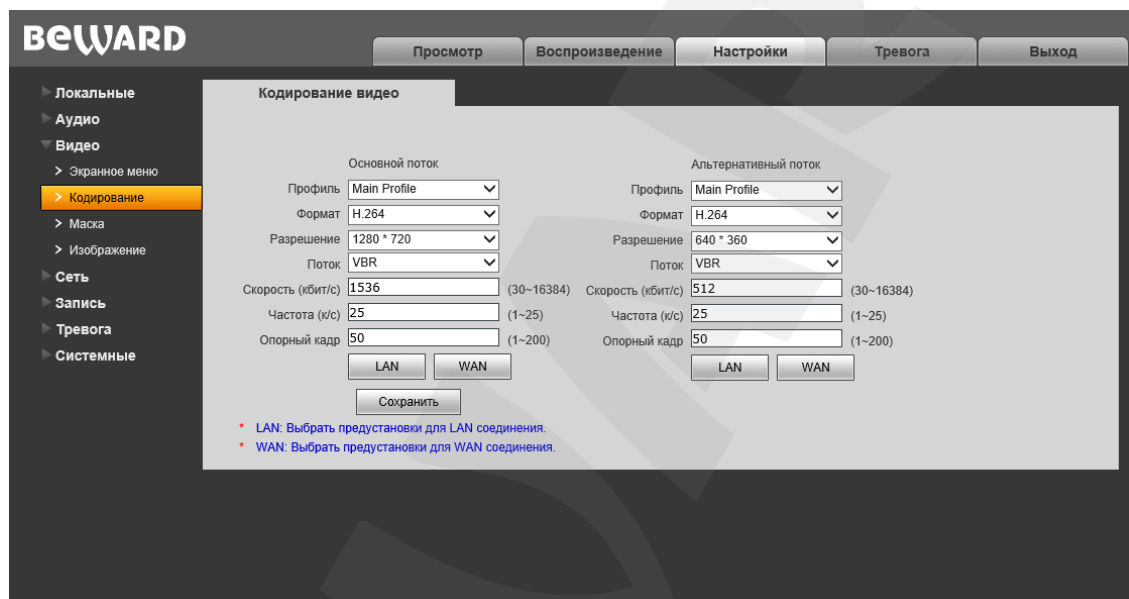 BEWARD
Просмотр Воспроизведение Настройки Тревога Выход
Локальные
Аудио
Видео
> Экранное меню
> Кодирование
> Маска
> Изображение
Сеть
Запись
Тревога
Системные
Кодирование видео
Основной поток
Профиль Main Profile
Формат H.264
Разрешение 1280 * 720
Поток VBR
Скорость (кбит/с) 1536 (30~16384)
Частота (к/с) 25 (1~25)
Опорный кадр 50 (1~200)
LAN WAN
Альтернативный поток
Профиль Main Profile
Формат H.264
Разрешение 640 * 360
Поток VBR
Скорость (кбит/с) 512 (30~16384)
Частота (к/с) 25 (1~25)
Опорный кадр 50 (1~200)
LAN WAN
Сохранить
* LAN: Выбрать предустановки для LAN соединения.
* WAN: Выбрать предустановки для WAN соединения.